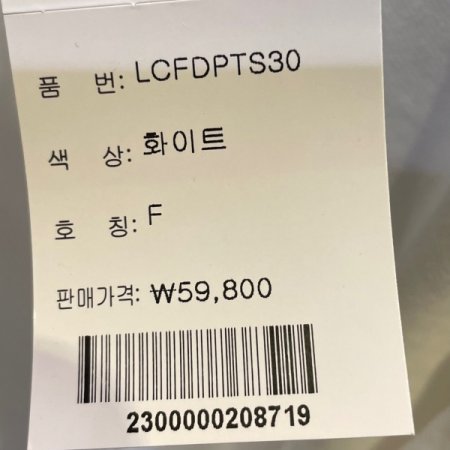 품 번: LCFDPTS30
색 상: 화이트
호 칭: F
판매가격: ₩59,800
2300000208719